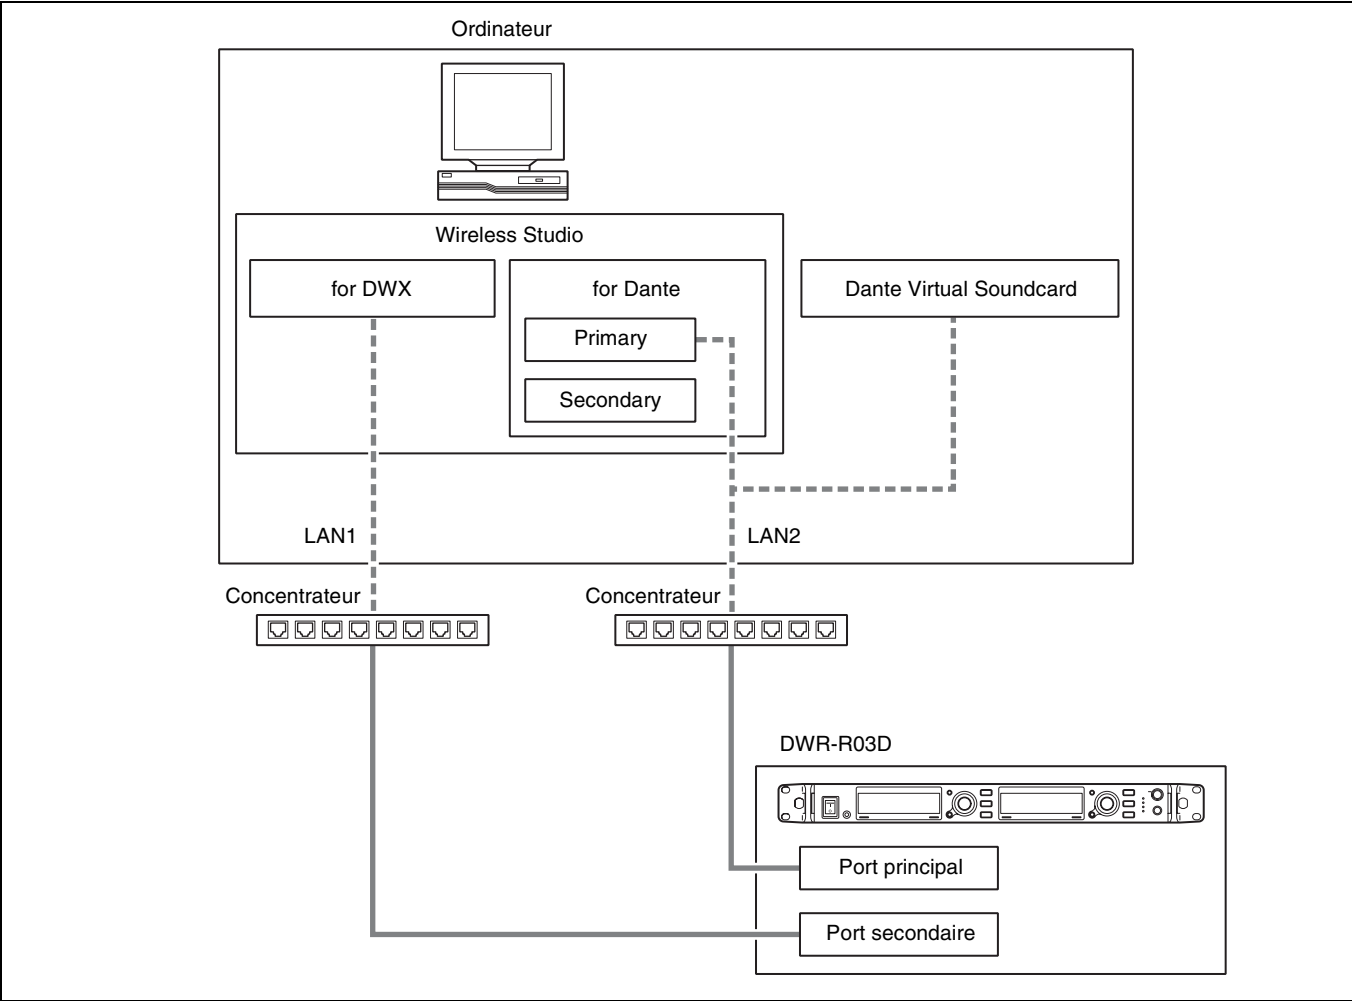 Ordinateur
Wireless Studio
for DWX
for Dante
Dante Virtual Soundcard
Primary
Secondary
LAN1
LAN2
Concentrateur
Concentrateur
DWR-R03D
Port principal
Port secondaire